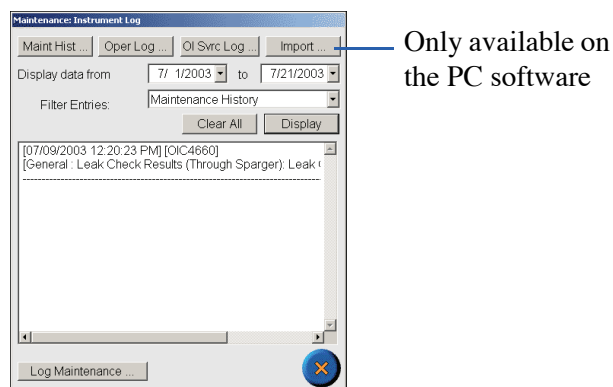 Maintenance: Instrument Log
Maint Hist ... Oper Log ... OI Svrc Log ... Import ...
Only available on
the PC software
Display data from 7/ 1/2003 to 7/21/2003
Filter Entries: Maintenance History
Clear All Display
[07/09/2003 12:20:23 PM] [OIC4660]
[General : Leak Check Results (Through Sparger): Leak
--------------------------------------------------------------------------------
Log Maintenance ...